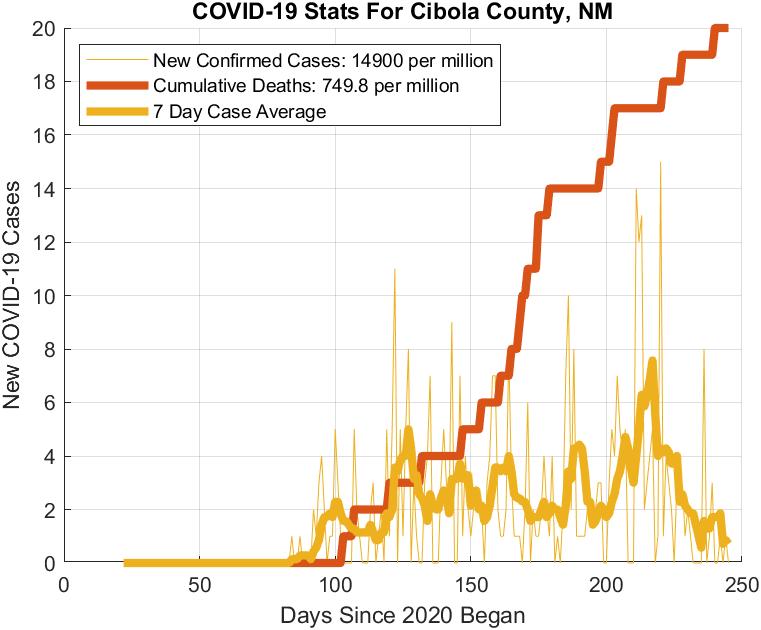 COVID-19 Stats For Cibola County, NM
New Confirmed Cases: 14900 per million
Cumulative Deaths: 749.8 per million
7 Day Case Average
New COVID-19 Cases
20
18
16
14
12
10
8
6
4
2
0
0 50 100 150 200 250
Days Since 2020 Began